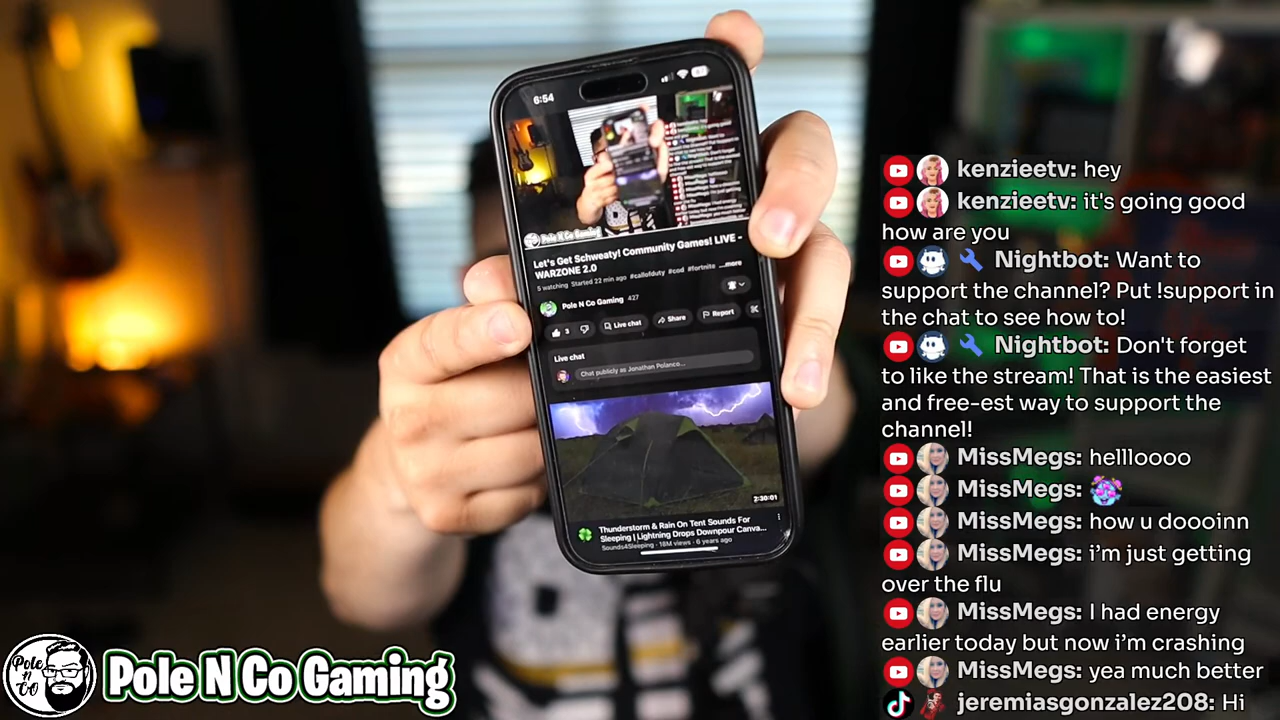 6:54
Pole N Co Gaming
Let's Get Schweaty! Community Games! LIVE -
WARZONE 2.0
5 watching Started 22 min ago #callofduty #cod #fortnite ...more
Pole N Co Gaming 427
3 Live chat Share Report
Live chat
Chat publicly as Jonathan Polanco...
2:30:01
Thunderstorm & Rain On Tent Sounds For
Sleeping | Lightning Drops Downpour Canva...
Sounds4Sleeping · 18M views · 6 years ago
kenzieetv: hey
kenzieetv: it's going good
how are you
Nightbot: Want to
support the channel? Put !support in
the chat to see how to!
Nightbot: Don't forget
to like the stream! That is the easiest
and free-est way to support the
channel!
MissMegs: hellloooo
MissMegs:
MissMegs: how u doooinn
MissMegs: i'm just getting
over the flu
MissMegs: I had energy
earlier today but now i'm crashing
MissMegs: yea much better
jeremiasgonzalez208: Hi
Pole
n
CO
Pole N Co Gaming